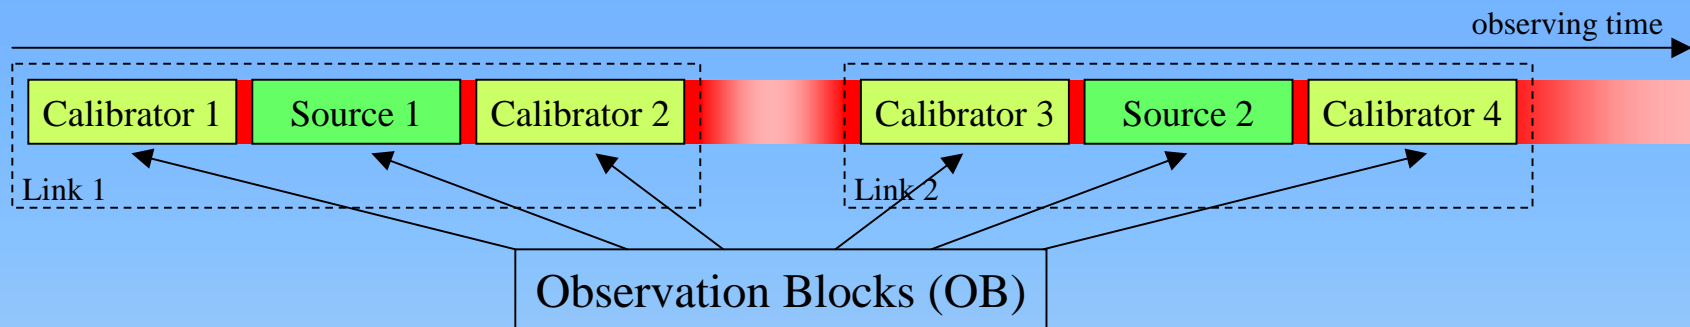 observing time
Calibrator 1
Source 1
Calibrator 2
Calibrator 3
Source 2
Calibrator 4
Link 1
Link 2
Observation Blocks (OB)